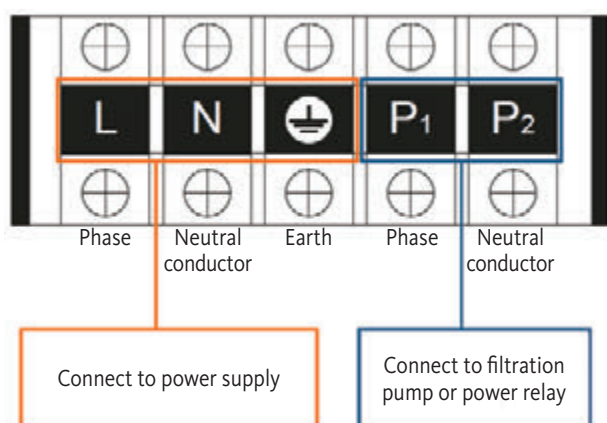 L N P1 P2
Phase Neutral conductor Earth Phase Neutral conductor
Connect to power supply
Connect to filtration
pump or power relay